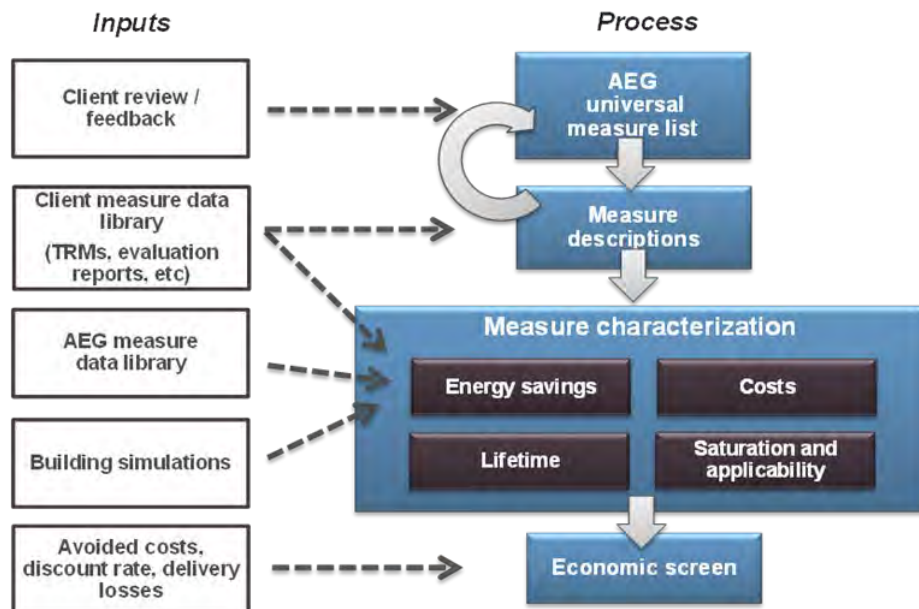 Inputs
Process
Client review /
feedback
AEG
universal
measure list
Client measure data
library
(TRMs, evaluation
reports, etc)
Measure
descriptions
AEG measure
data library
Measure characterization
Energy savings
Costs
Building simulations
Lifetime
Saturation and
applicability
Avoided costs,
discount rate, delivery
losses
Economic screen